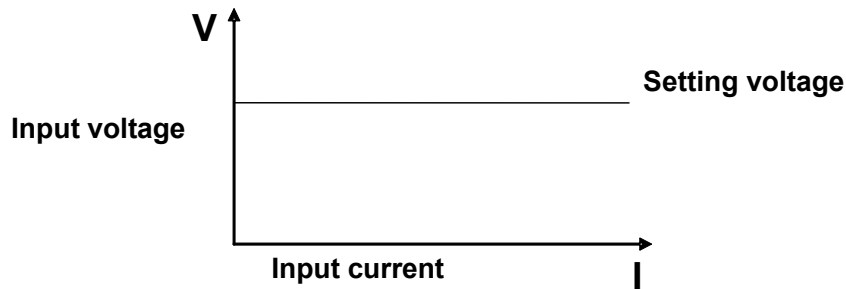 V
Setting voltage
Input voltage
Input current
I